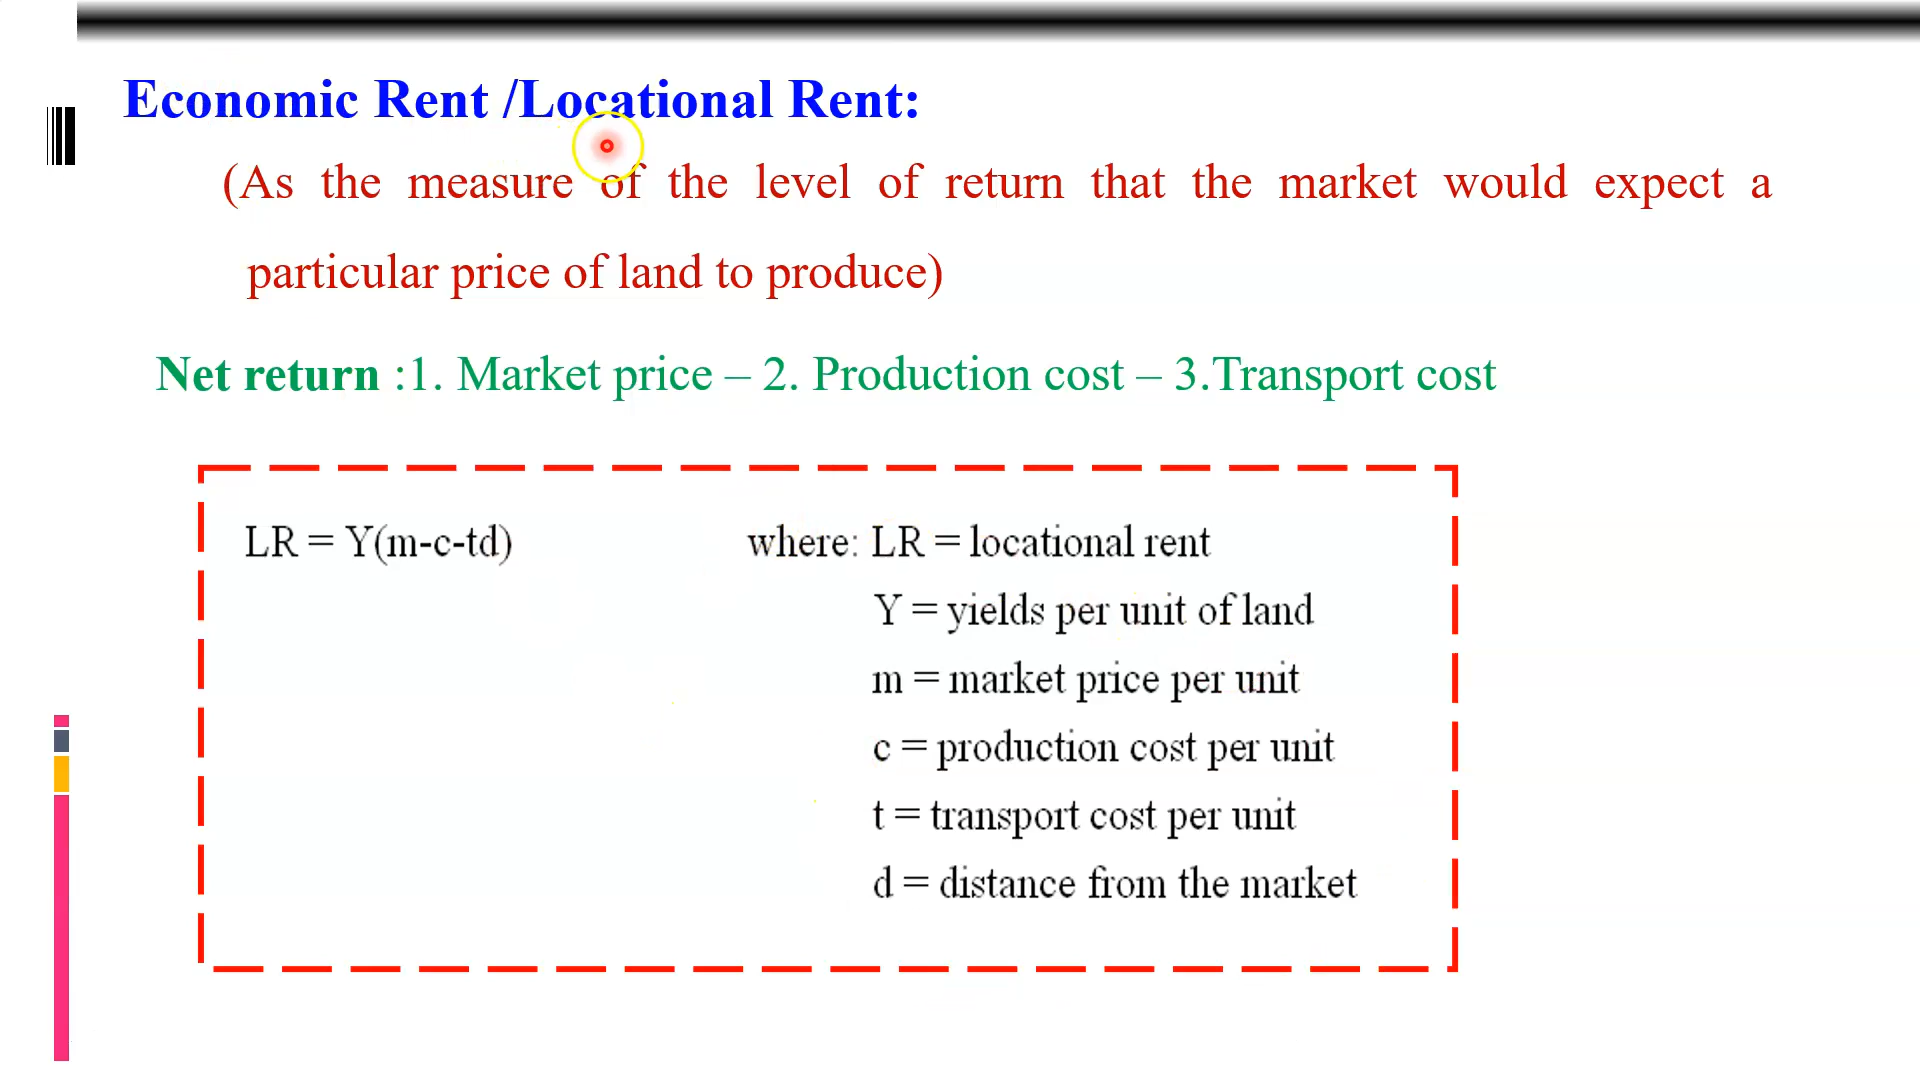 Economic Rent /Locational Rent:
(As the measure of the level of return that the market would expect a
particular price of land to produce)
Net return :1. Market price – 2. Production cost – 3.Transport cost
LR = Y(m-c-td) where: LR = locational rent
Y = yields per unit of land
m = market price per unit
c = production cost per unit
t = transport cost per unit
d = distance from the market